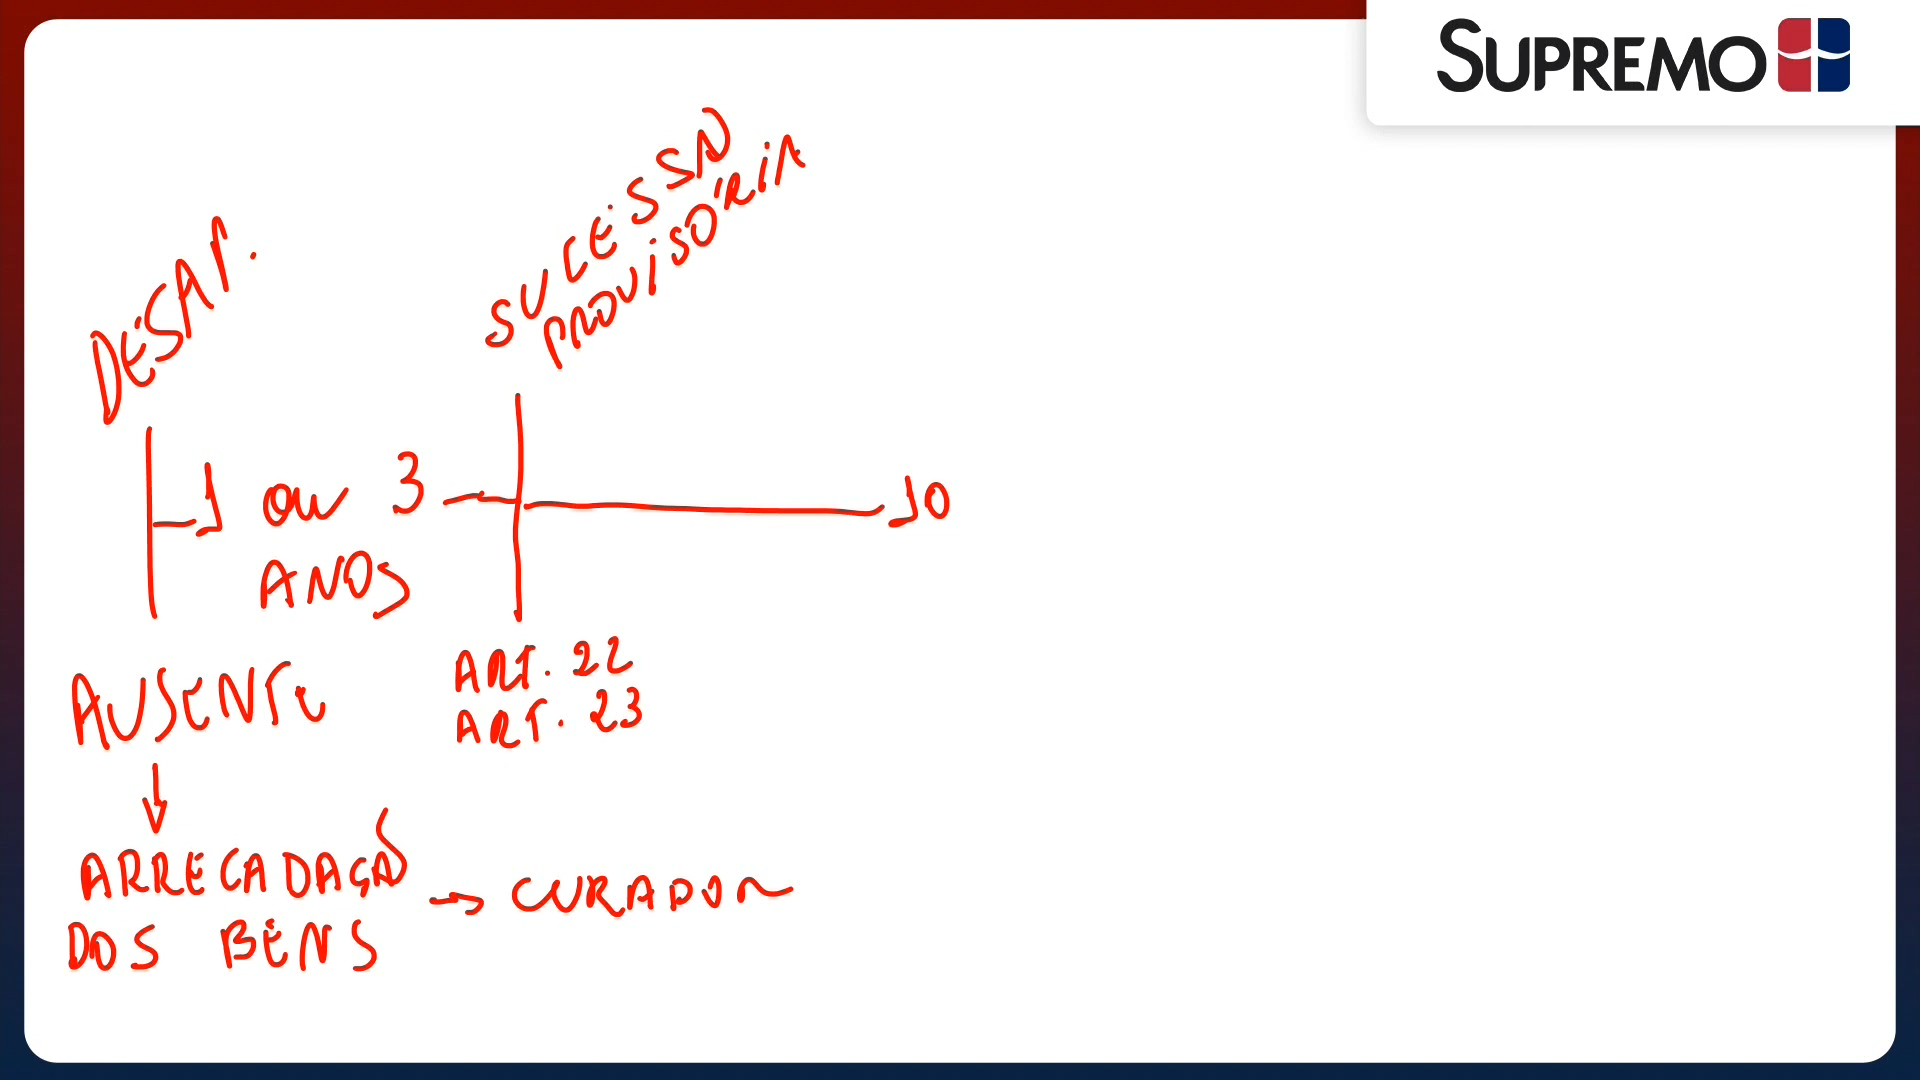 SUPREMO
DESAP.
SUCESSÃO
PROVISÓRIA
1 ou 3
ANOS
10
AUSENTE
ART. 22
ART. 23
ARRECADAÇÃO
DOS BENS
→ CURADOR